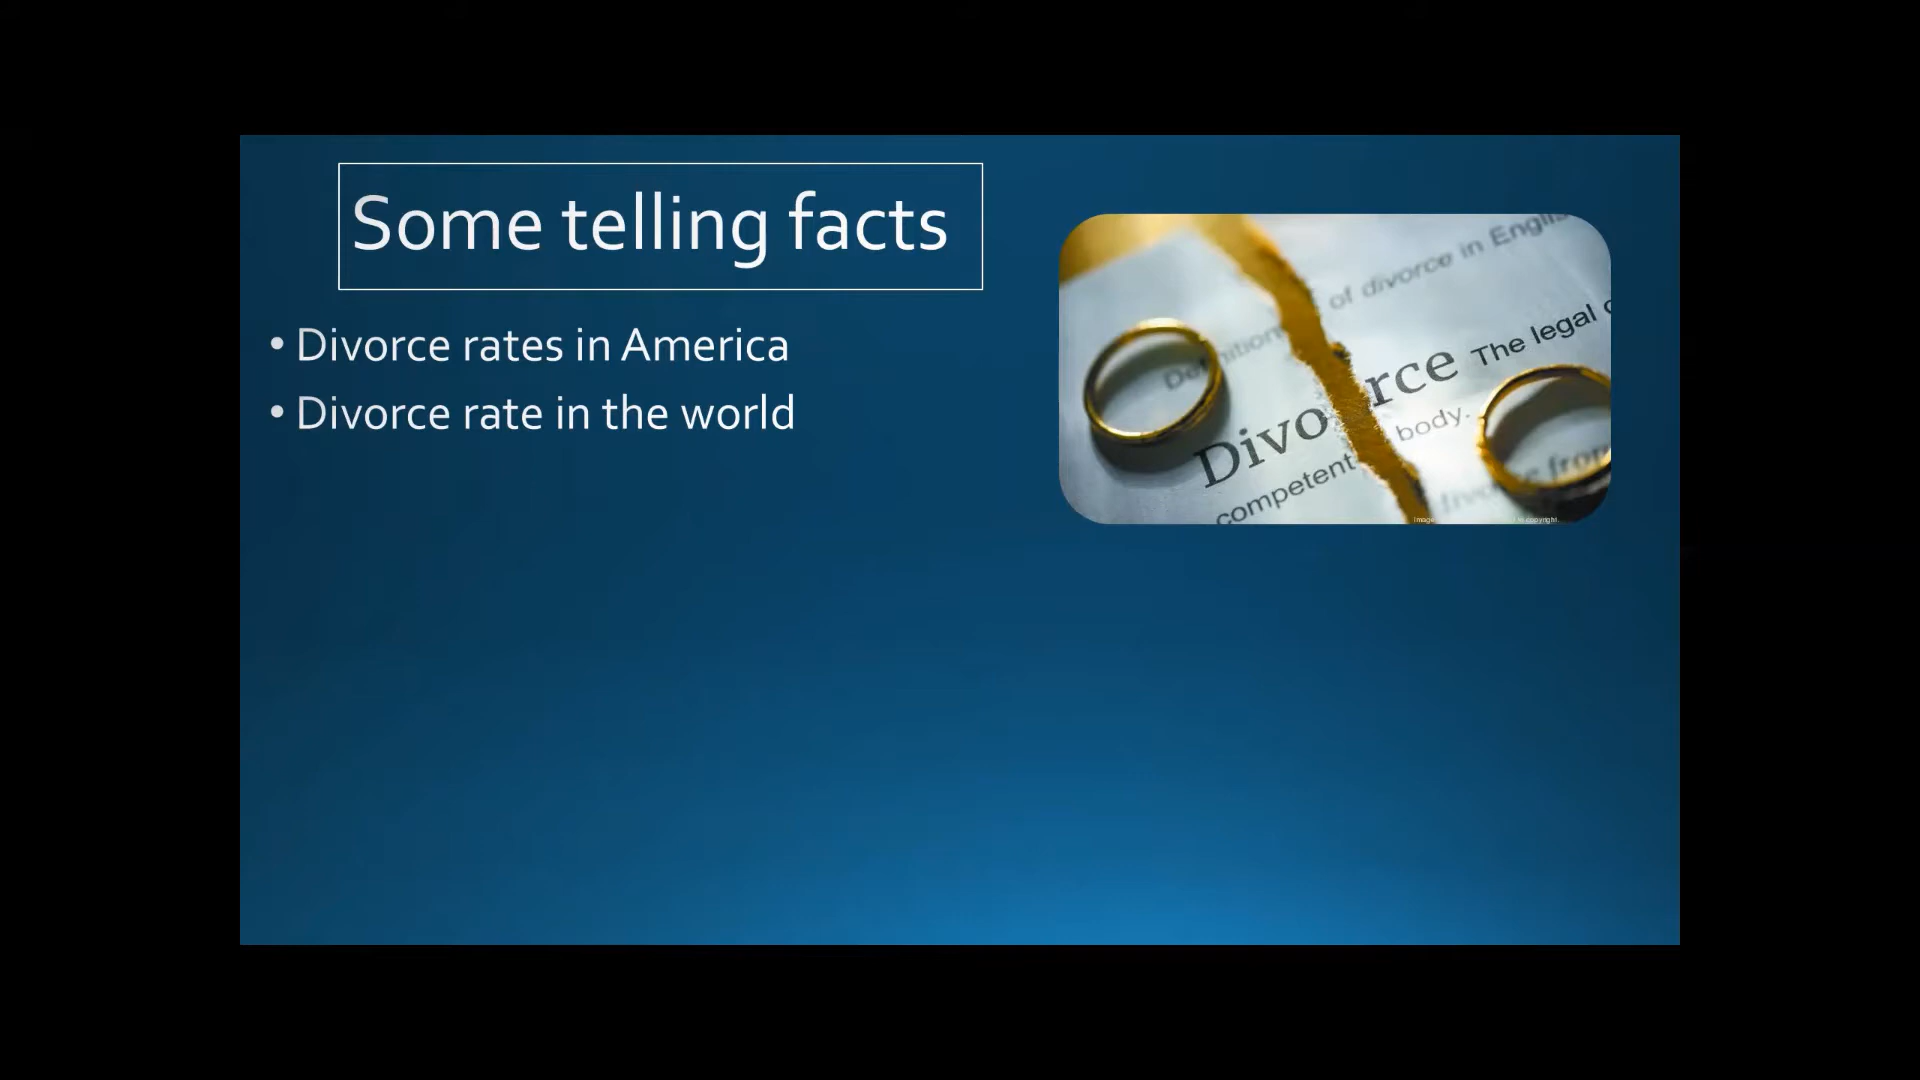 Some telling facts
• Divorce rates in America
• Divorce rate in the world
of divorce in English
The legal
Divo rce
body.
competent